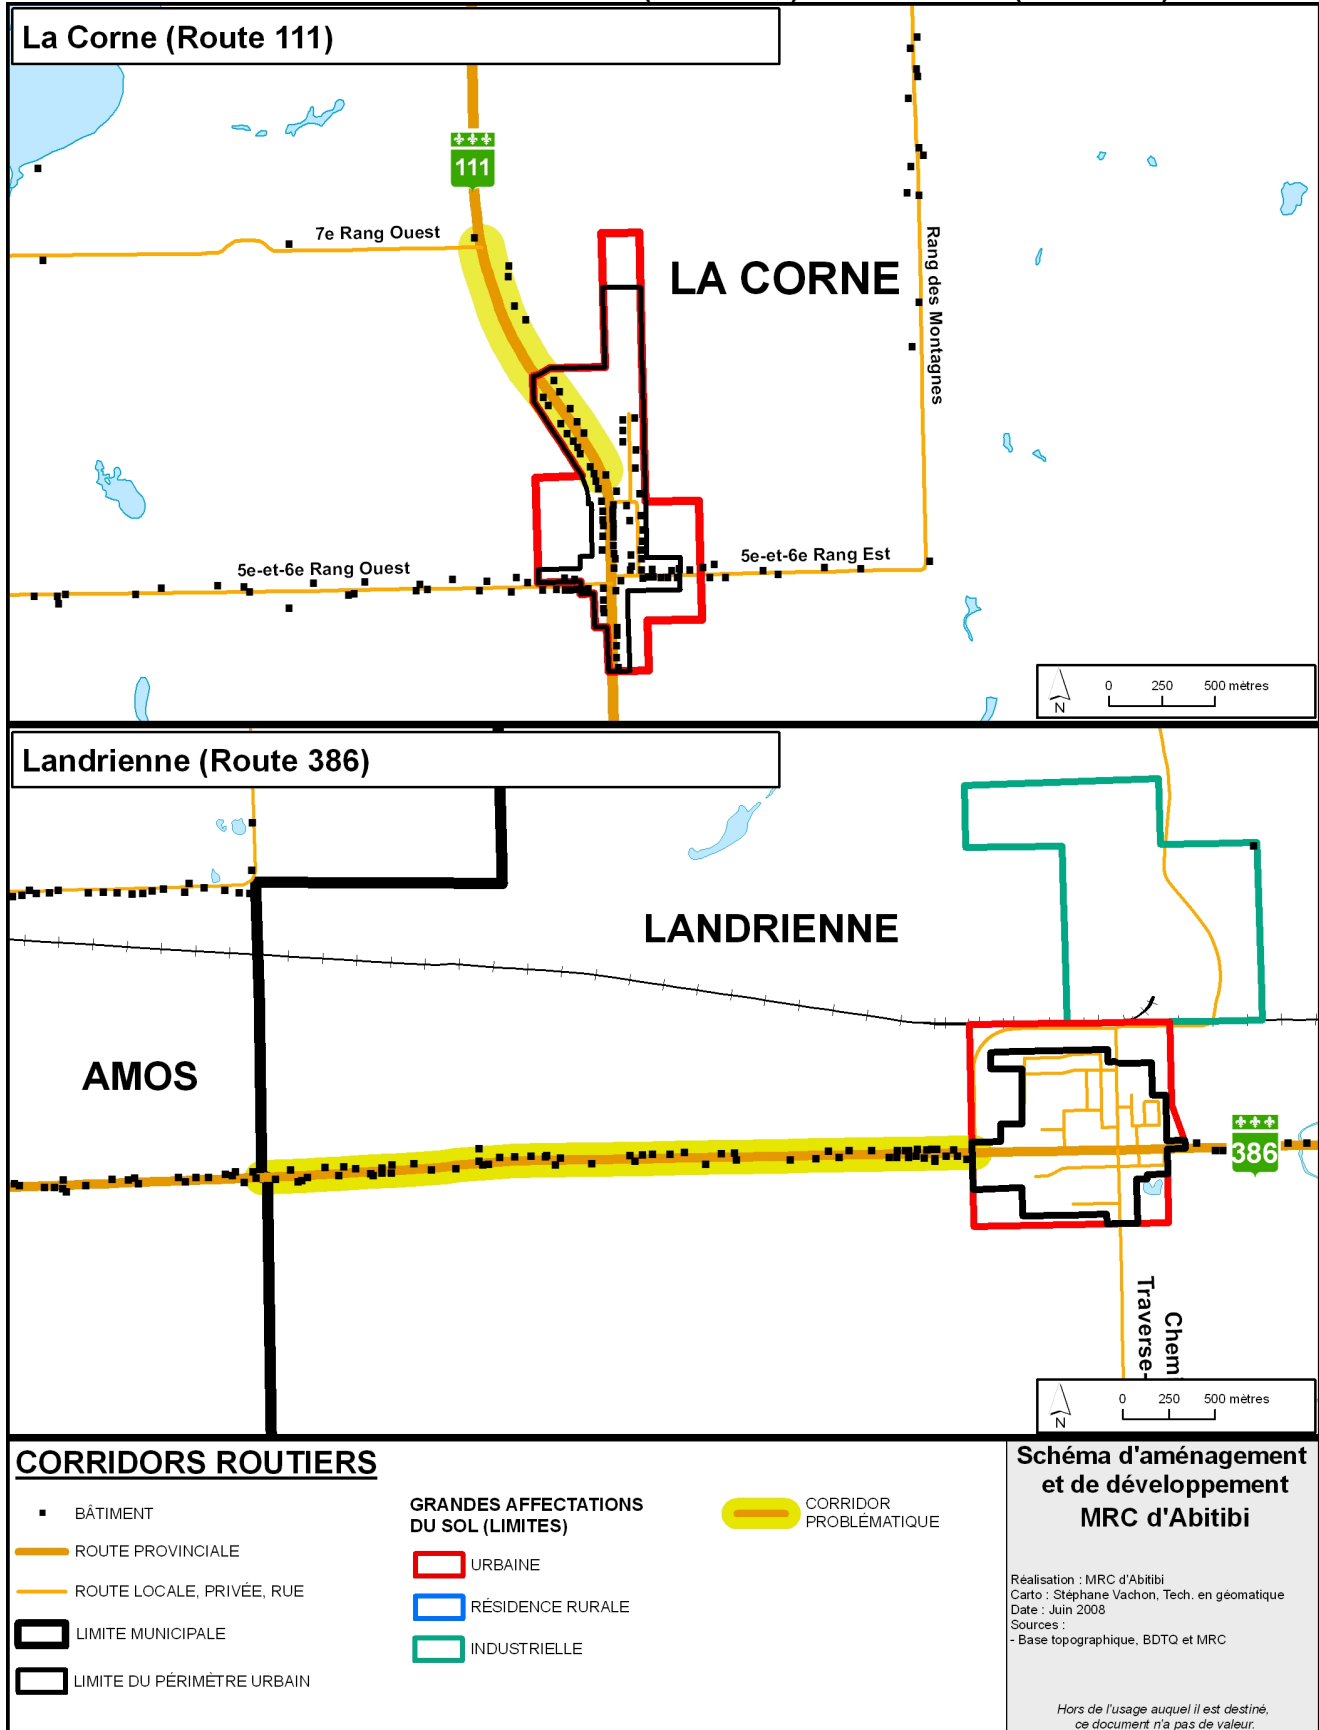 La Corne (Route 111)
111
7e Rang Ouest
LA CORNE
Rang des Montagnes
5e-et-6e Rang Ouest
5e-et-6e Rang Est
N
0 250 500 mètres
Landrienne (Route 386)
LANDRIENNE
AMOS
386
Traverse-
N
0 250 500 mètres
CORRIDORS ROUTIERS
BÂTIMENT
ROUTE PROVINCIALE
ROUTE LOCALE, PRIVÉE, RUE
LIMITE MUNICIPALE
LIMITE DU PÉRIMÈTRE URBAIN
GRANDES AFFECTATIONS
DU SOL (LIMITES)
URBAINE
RÉSIDENCE RURALE
INDUSTRIELLE
CORRIDOR
PROBLÉMATIQUE
Schéma d'aménagement
et de développement
MRC d'Abitibi
Réalisation : MRC d'Abitibi
Carto : Stéphane Vachon, Tech. en géomatique
Date : Juin 2008
Sources :
- Base topographique, BDTQ et MRC
Hors de l'usage auquel il est destiné,
ce document n'a pas de valeur.